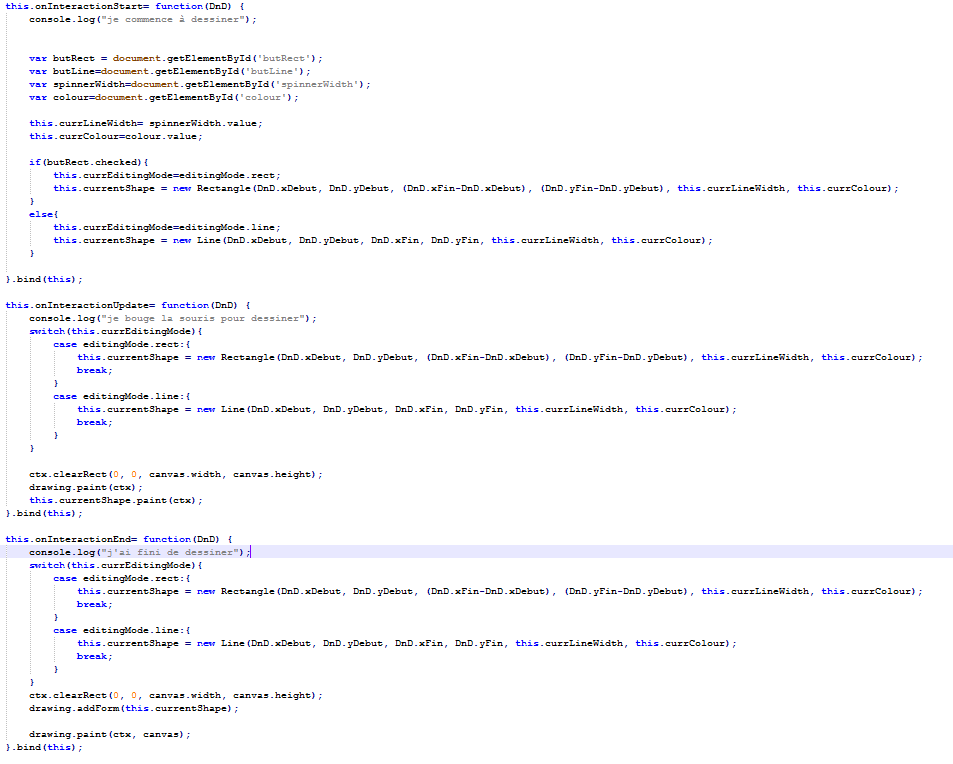 this.onInteractionStart= function(DnD) {
console.log("je commence à dessiner");
var butRect = document.getElementById('butRect');
var butLine=document.getElementById('butLine');
var spinnerWidth=document.getElementById('spinnerWidth');
var colour=document.getElementById('colour');
this.currLineWidth= spinnerWidth.value;
this.currColour=colour.value;
if(butRect.checked){
this.currEditingMode=editingMode.rect;
this.currentShape = new Rectangle(DnD.xDebut, DnD.yDebut, (DnD.xFin-DnD.xDebut), (DnD.yFin-DnD.yDebut), this.currLineWidth, this.currColour);
}
else{
this.currEditingMode=editingMode.line;
this.currentShape = new Line(DnD.xDebut, DnD.yDebut, DnD.xFin, DnD.yFin, this.currLineWidth, this.currColour);
}
}.bind(this);
this.onInteractionUpdate= function(DnD) {
console.log("je bouge la souris pour dessiner");
switch(this.currEditingMode){
case editingMode.rect:{
this.currentShape = new Rectangle(DnD.xDebut, DnD.yDebut, (DnD.xFin-DnD.xDebut), (DnD.yFin-DnD.yDebut), this.currLineWidth, this.currColour);
break;
}
case editingMode.line:{
this.currentShape = new Line(DnD.xDebut, DnD.yDebut, DnD.xFin, DnD.yFin, this.currLineWidth, this.currColour);
break;
}
}
ctx.clearRect(0, 0, canvas.width, canvas.height);
drawing.paint(ctx);
this.currentShape.paint(ctx);
}.bind(this);
this.onInteractionEnd= function(DnD) {
console.log("j'ai fini de dessiner");
switch(this.currEditingMode){
case editingMode.rect:{
this.currentShape = new Rectangle(DnD.xDebut, DnD.yDebut, (DnD.xFin-DnD.xDebut), (DnD.yFin-DnD.yDebut), this.currLineWidth, this.currColour);
break;
}
case editingMode.line:{
this.currentShape = new Line(DnD.xDebut, DnD.yDebut, DnD.xFin, DnD.yFin, this.currLineWidth, this.currColour);
break;
}
}
ctx.clearRect(0, 0, canvas.width, canvas.height);
drawing.addForm(this.currentShape);
drawing.paint(ctx, canvas);
}.bind(this);